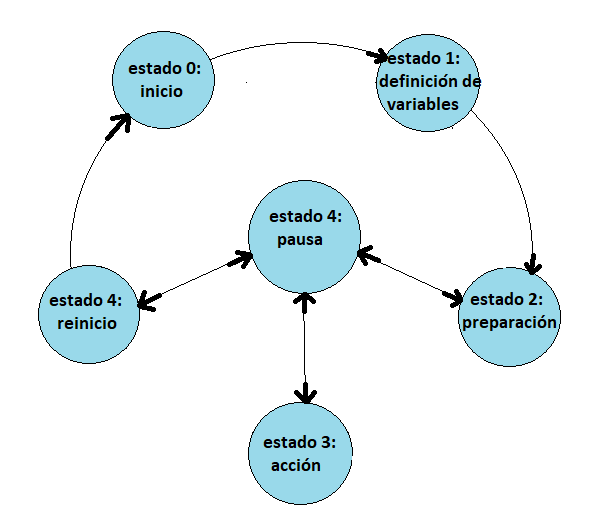 estado 0:
inicio
estado 1:
definición de
variables
estado 4:
pausa
estado 4:
reinicio
estado 2:
preparación
estado 3:
acción